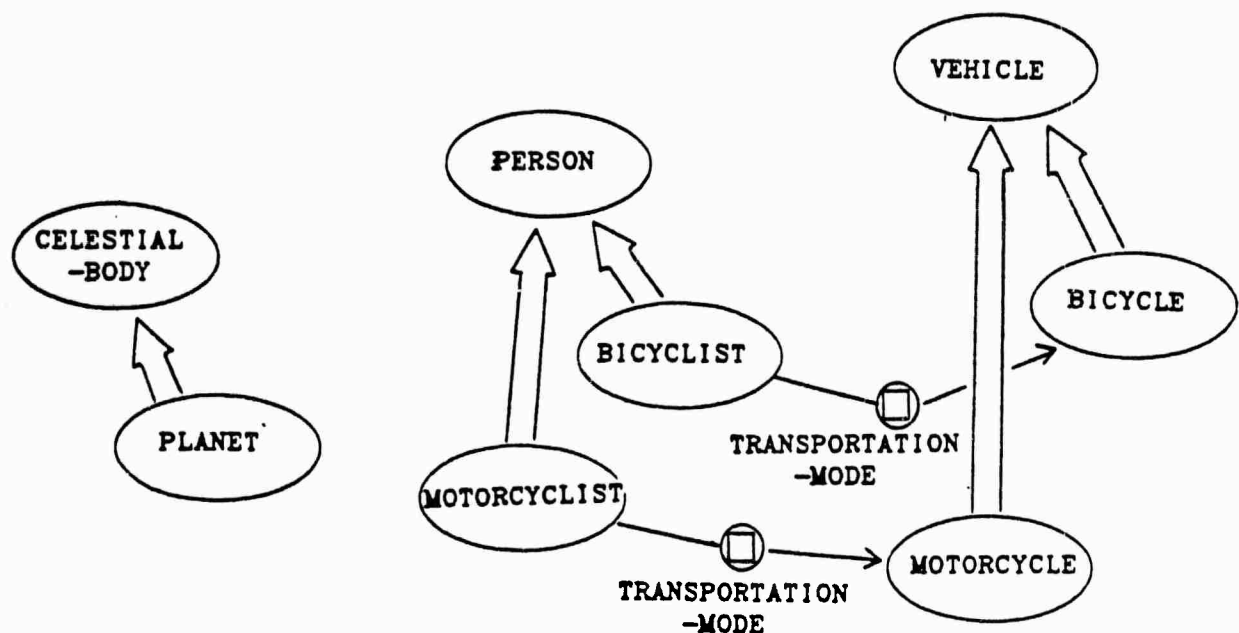 VEHICLE
PERSON
CELESTIAL
-BODY
BICYCLE
BICYCLIST
PLANET
TRANSPORTATION
-MODE
MOTORCYCLIST
MOTORCYCLE
TRANSPORTATION
-MODE